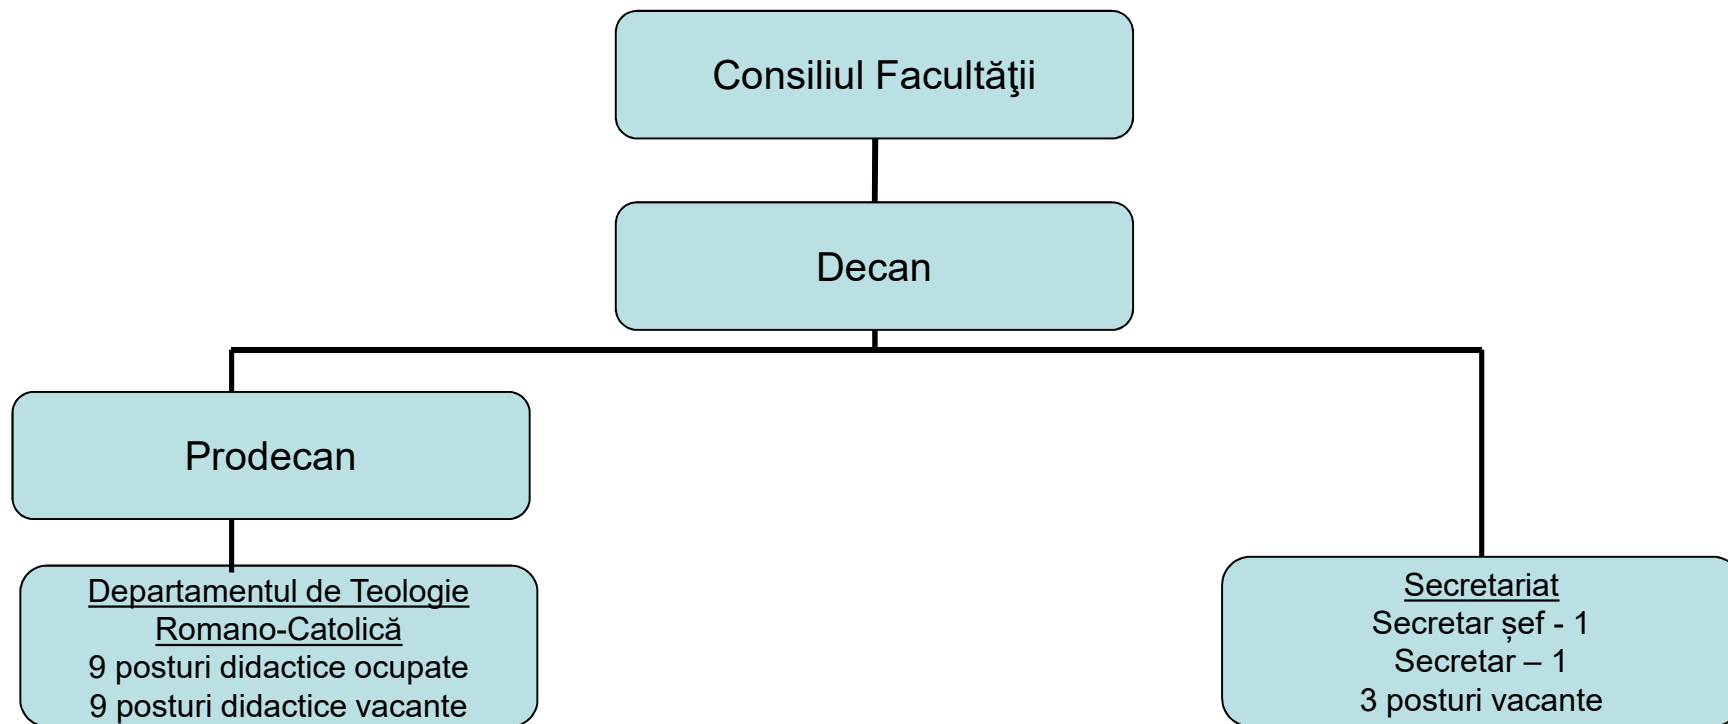 Consiliul Facultăţii
Decan
Prodecan
Departamentul de Teologie
Romano-Catolică
9 posturi didactice ocupate
9 posturi didactice vacante
Secretariat
Secretar șef - 1
Secretar – 1
3 posturi vacante